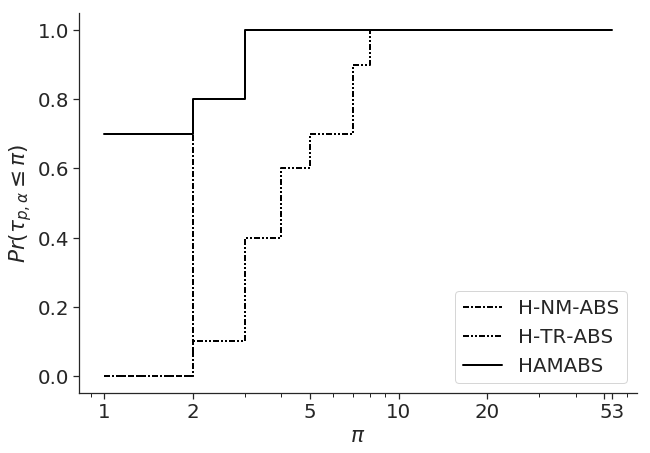 1.0
0.8
0.6
0.4
0.2
0.0
Pr(τp,α ≤ π)
H-NM-ABS
H-TR-ABS
HAMABS
1 2 5 10 20 53
π